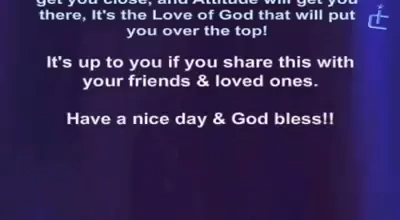 get you close, and Attitude will get you
there, It's the Love of God that will put
you over the top!
It's up to you if you share this with
your friends & loved ones.
Have a nice day & God bless!!